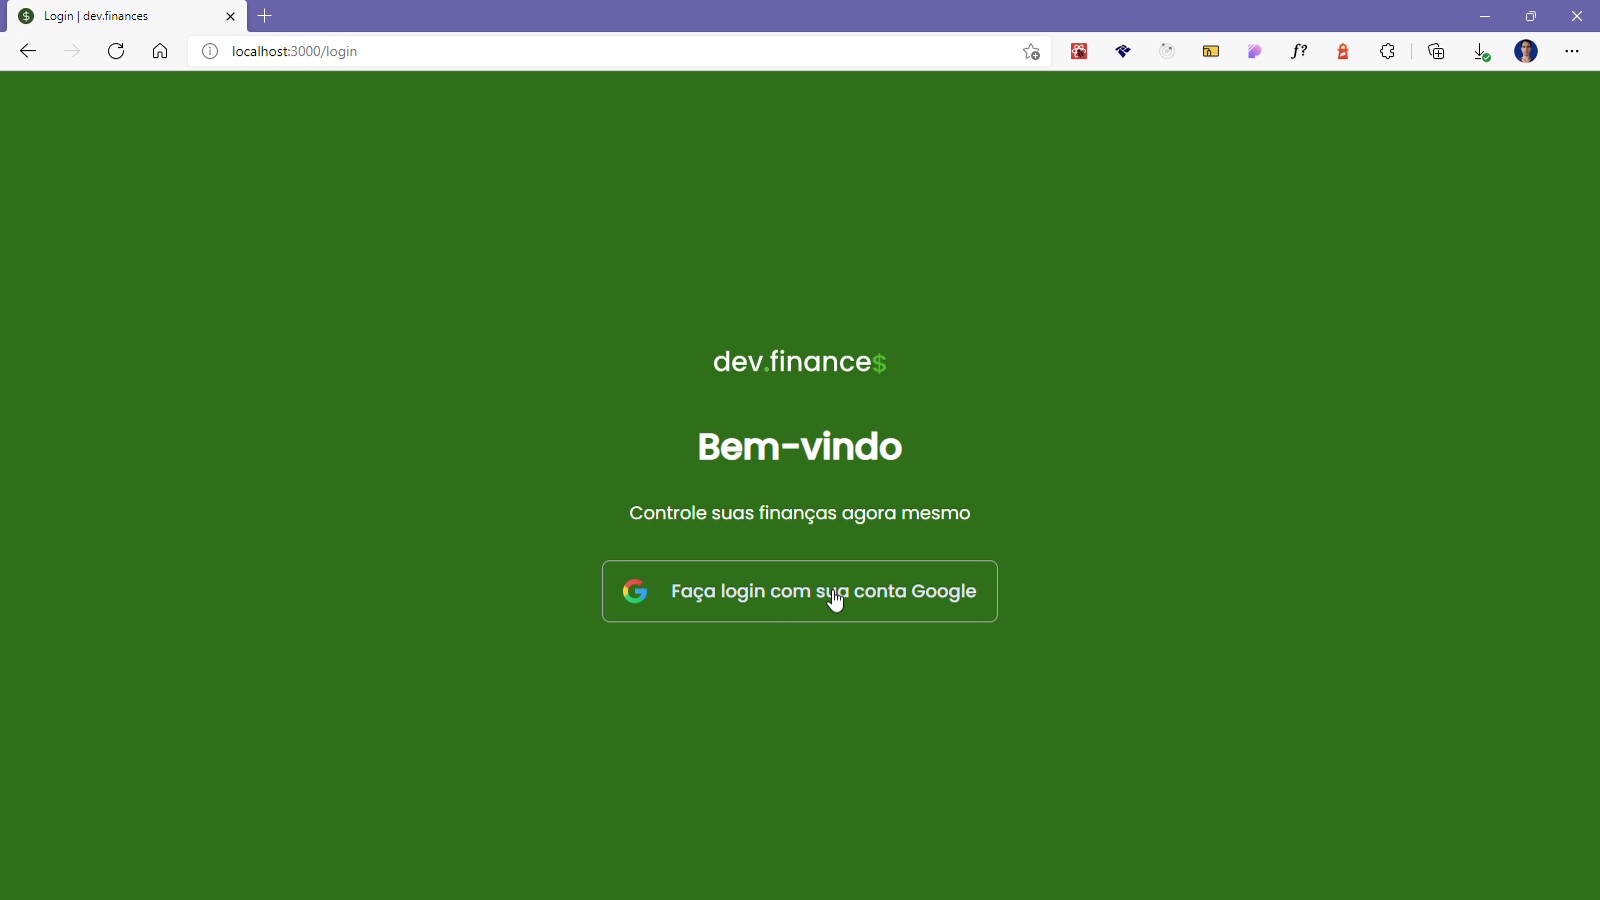 Login | dev.finances
localhost:3000/login
f?
dev.finance$
Bem-vindo
Controle suas finanças agora mesmo
Faça login com sua conta Google